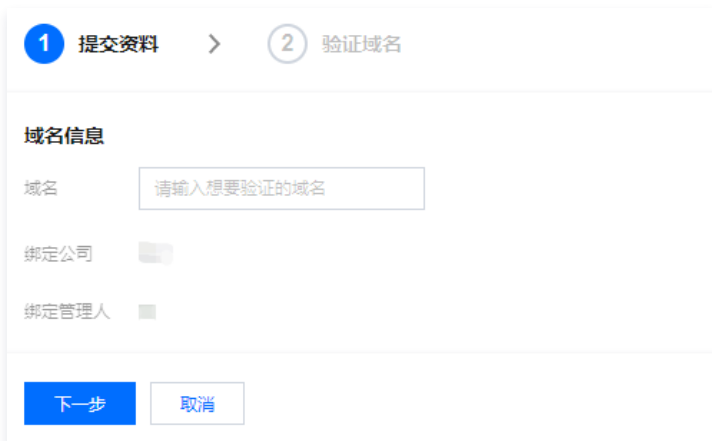 1 提交资料 > 2 验证域名
域名信息
域名 请输入想要验证的域名
绑定公司
绑定管理人
下一步 取消